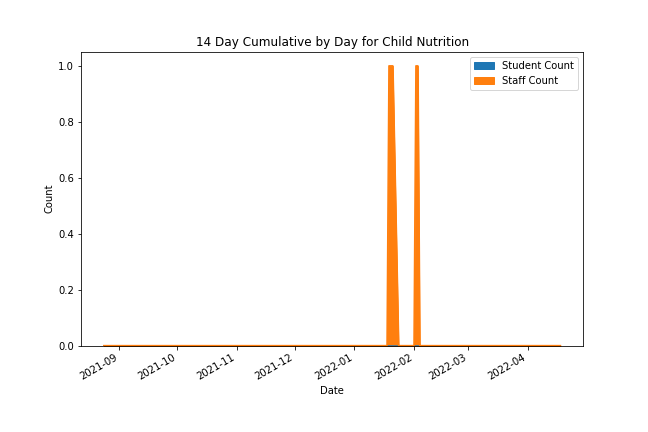 14 Day Cumulative by Day for Child Nutrition
Student Count
Staff Count
1.0
0.8
0.6
0.4
0.2
0.0
Count
2021-09
2021-10
2021-11
2021-12
2022-01
2022-02
2022-03
2022-04
Date